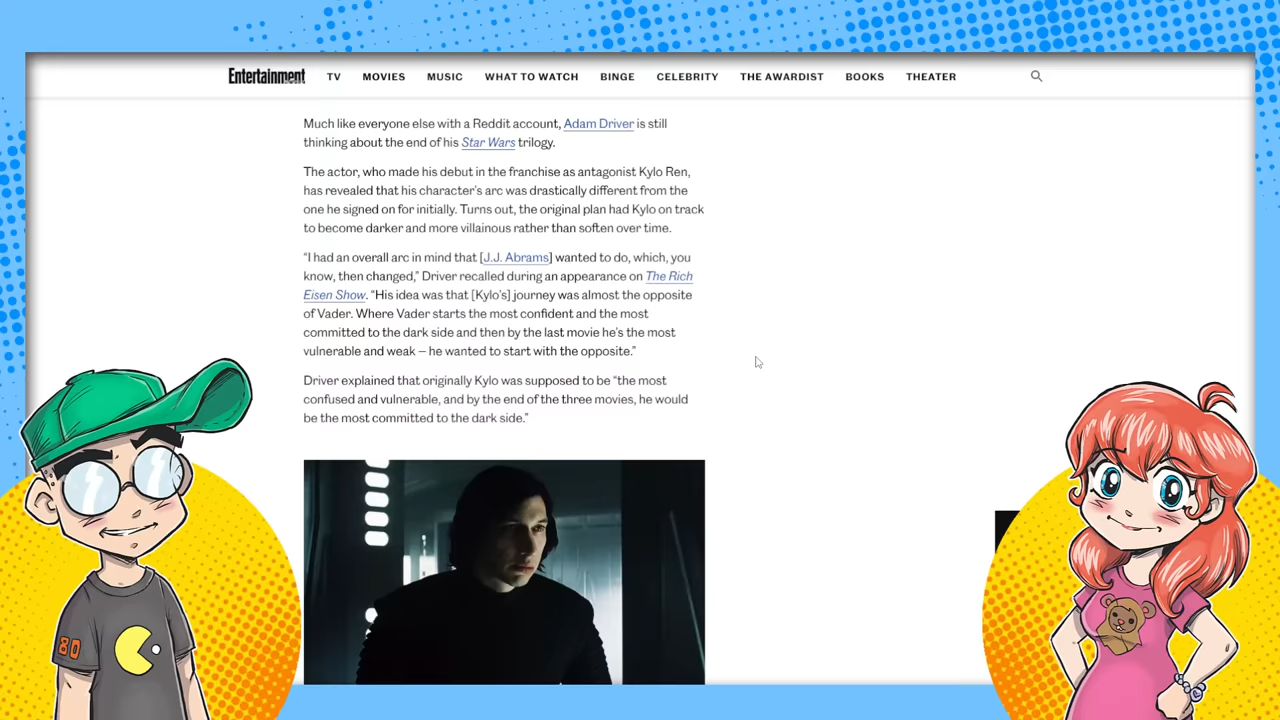 Entertainment TV MOVIES MUSIC WHAT TO WATCH BINGE CELEBRITY THE AWARDIST BOOKS THEATER
Much like everyone else with a Reddit account, Adam Driver is still
thinking about the end of his Star Wars trilogy.
The actor, who made his debut in the franchise as antagonist Kylo Ren,
has revealed that his character's arc was drastically different from the
one he signed on for initially. Turns out, the original plan had Kylo on track
to become darker and more villainous rather than soften over time.
“I had an overall arc in mind that [J.J. Abrams] wanted to do, which, you
know, then changed,” Driver recalled during an appearance on The Rich
Eisen Show. “His idea was that [Kylo's] journey was almost the opposite
of Vader. Where Vader starts the most confident and the most
committed to the dark side and then by the last movie he's the most
vulnerable and weak — he wanted to start with the opposite.”
Driver explained that originally Kylo was supposed to be “the most
confused and vulnerable, and by the end of the three movies, he would
be the most committed to the dark side.”
80